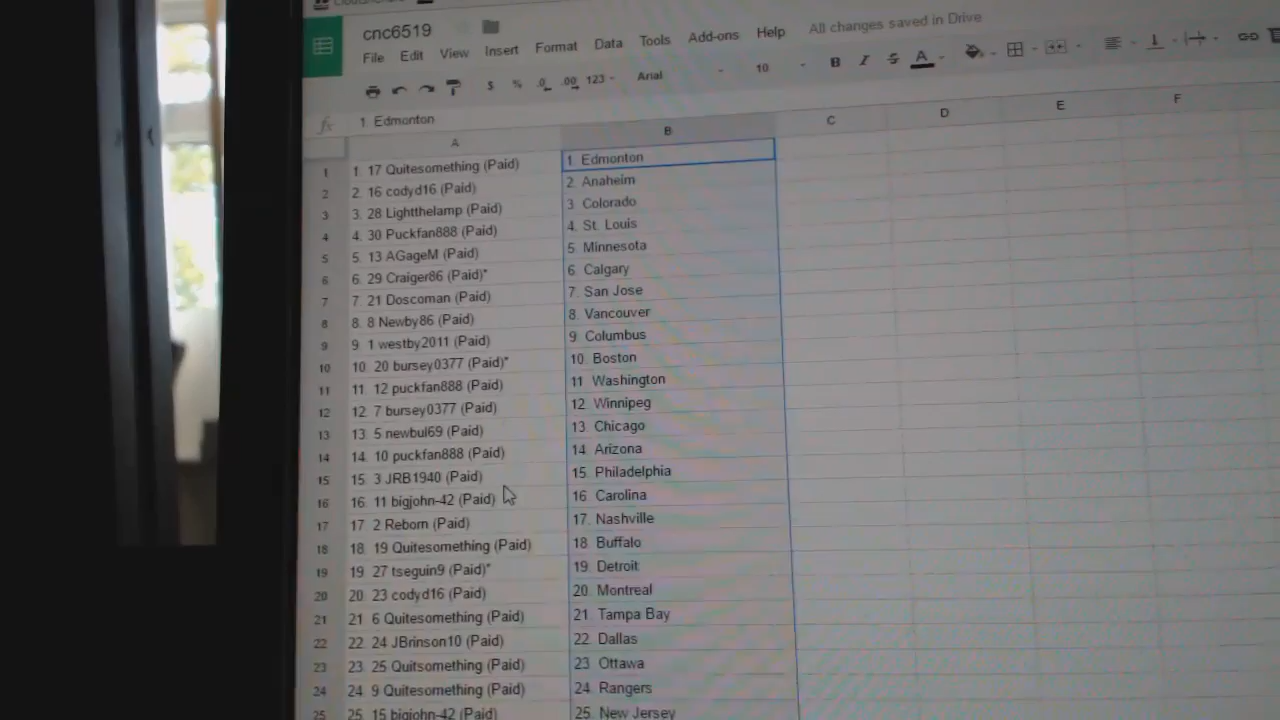 cnc6519
File Edit View Insert Format Data Tools Add-ons Help All changes saved in Drive
$ % .0 .00 123 Arial 10 B I S A
fx 1 Edmonton
A B C D E F
1 1. 17 Quitesomething (Paid) 1 Edmonton
2 2. 16 codyd16 (Paid) 2 Anaheim
3 3. 28 Lightthelamp (Paid) 3 Colorado
4 4. 30 Puckfan888 (Paid) 4 St. Louis
5 5. 13 AGageM (Paid) 5 Minnesota
6 6. 29 Craiger86 (Paid)* 6 Calgary
7 7. 21 Doscoman (Paid) 7 San Jose
8 8. 8 Newby86 (Paid) 8 Vancouver
9 9 1 westby2011 (Paid) 9 Columbus
10 10. 20 bursey0377 (Paid)* 10 Boston
11 11. 12 puckfan888 (Paid) 11 Washington
12 12. 7 bursey0377 (Paid) 12 Winnipeg
13 13. 5 newbul69 (Paid) 13 Chicago
14 14. 10 puckfan888 (Paid) 14 Arizona
15 15. 3 JRB1940 (Paid) 15 Philadelphia
16 16. 11 bigjohn-42 (Paid) 16 Carolina
17 17. 2 Reborn (Paid) 17 Nashville
18 18. 19 Quitesomething (Paid) 18 Buffalo
19 19. 27 tseguin9 (Paid)* 19 Detroit
20 20. 23 codyd16 (Paid) 20 Montreal
21 21 6 Quitesomething (Paid) 21 Tampa Bay
22 22. 24 JBrinson10 (Paid) 22 Dallas
23 23. 25 Quitsomething (Paid) 23 Ottawa
24 24. 9 Quitesomething (Paid) 24 Rangers
25 25. 15 bigjohn-42 (Paid) 25 New Jersey